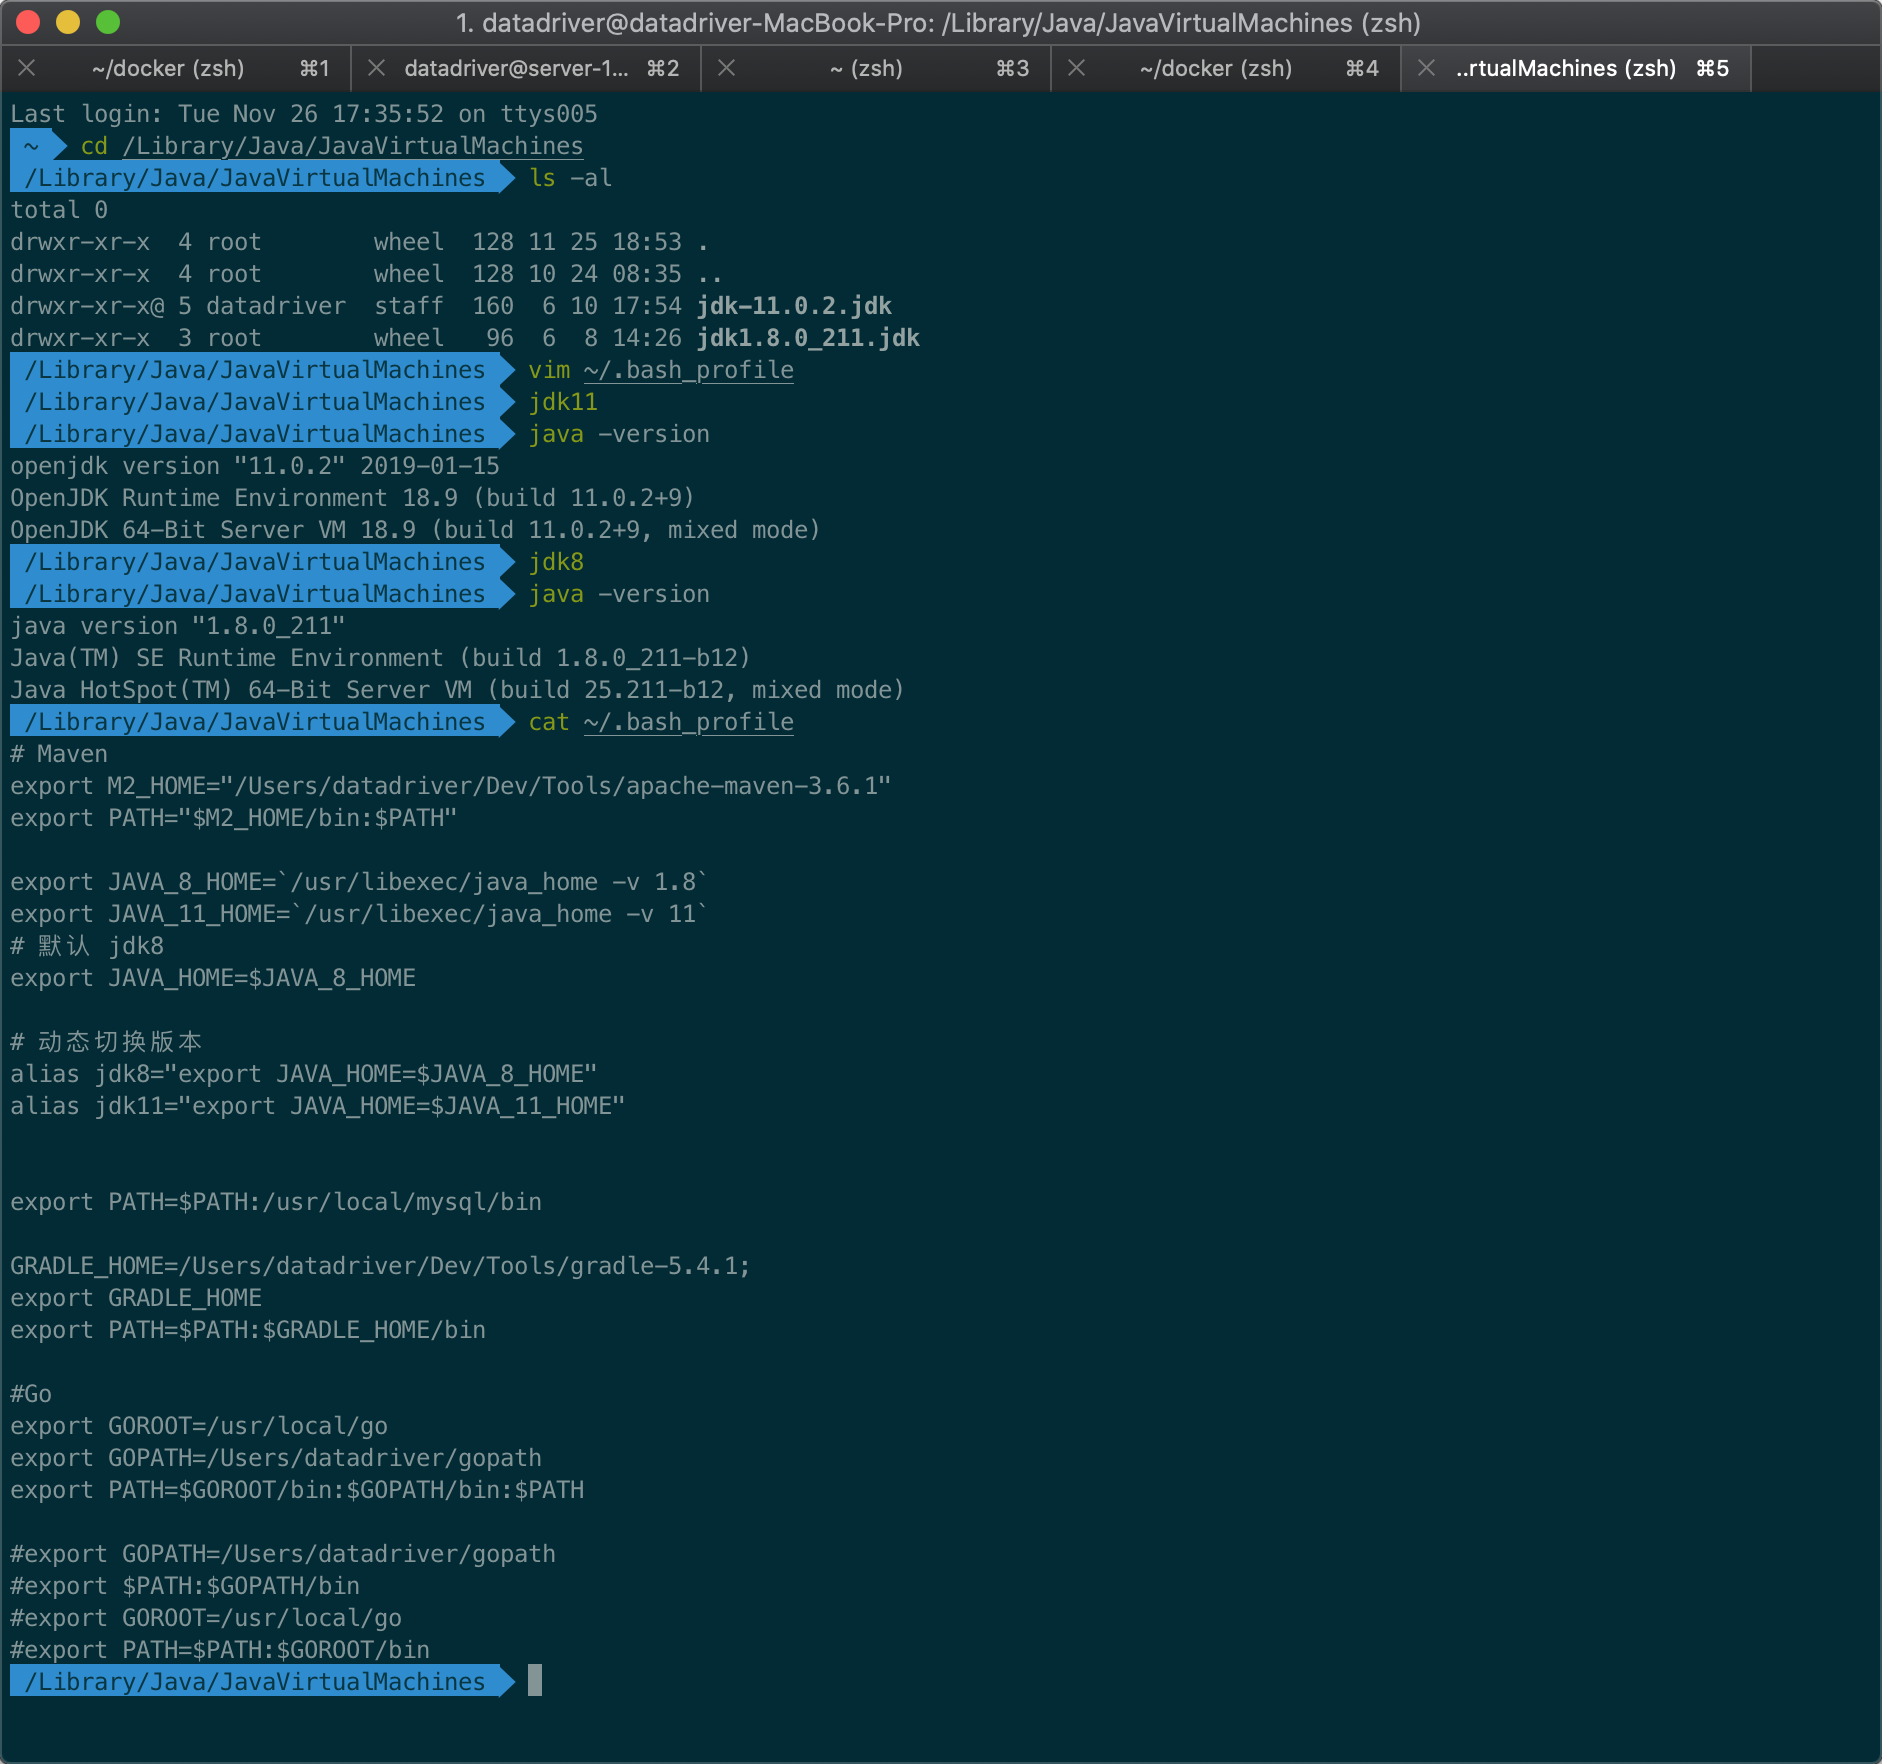 1. datadriver@datadriver-MacBook-Pro: /Library/Java/JavaVirtualMachines (zsh)
~/docker (zsh) ⌘1 datadriver@server-1... ⌘2 ~ (zsh) ⌘3 ~/docker (zsh) ⌘4 ..rtualMachines (zsh) ⌘5
Last login: Tue Nov 26 17:35:52 on ttys005
~ cd /Library/Java/JavaVirtualMachines
/Library/Java/JavaVirtualMachines ls -al
total 0
drwxr-xr-x  4 root        wheel  128 11 25 18:53 .
drwxr-xr-x  4 root        wheel  128 10 24 08:35 ..
drwxr-xr-x@ 5 datadriver  staff  160  6 10 17:54 jdk-11.0.2.jdk
drwxr-xr-x  3 root        wheel   96  6  8 14:26 jdk1.8.0_211.jdk
/Library/Java/JavaVirtualMachines vim ~/.bash_profile
/Library/Java/JavaVirtualMachines jdk11
/Library/Java/JavaVirtualMachines java -version
openjdk version "11.0.2" 2019-01-15
OpenJDK Runtime Environment 18.9 (build 11.0.2+9)
OpenJDK 64-Bit Server VM 18.9 (build 11.0.2+9, mixed mode)
/Library/Java/JavaVirtualMachines jdk8
/Library/Java/JavaVirtualMachines java -version
java version "1.8.0_211"
Java(TM) SE Runtime Environment (build 1.8.0_211-b12)
Java HotSpot(TM) 64-Bit Server VM (build 25.211-b12, mixed mode)
/Library/Java/JavaVirtualMachines cat ~/.bash_profile
# Maven
export M2_HOME="/Users/datadriver/Dev/Tools/apache-maven-3.6.1"
export PATH="$M2_HOME/bin:$PATH"
export JAVA_8_HOME=`/usr/libexec/java_home -v 1.8`
export JAVA_11_HOME=`/usr/libexec/java_home -v 11`
# 默认 jdk8
export JAVA_HOME=$JAVA_8_HOME
# 动态切换版本
alias jdk8="export JAVA_HOME=$JAVA_8_HOME"
alias jdk11="export JAVA_HOME=$JAVA_11_HOME"
export PATH=$PATH:/usr/local/mysql/bin
GRADLE_HOME=/Users/datadriver/Dev/Tools/gradle-5.4.1;
export GRADLE_HOME
export PATH=$PATH:$GRADLE_HOME/bin
#Go
export GOROOT=/usr/local/go
export GOPATH=/Users/datadriver/gopath
export PATH=$GOROOT/bin:$GOPATH/bin:$PATH
#export GOPATH=/Users/datadriver/gopath
#export $PATH:$GOPATH/bin
#export GOROOT=/usr/local/go
#export PATH=$PATH:$GOROOT/bin
/Library/Java/JavaVirtualMachines